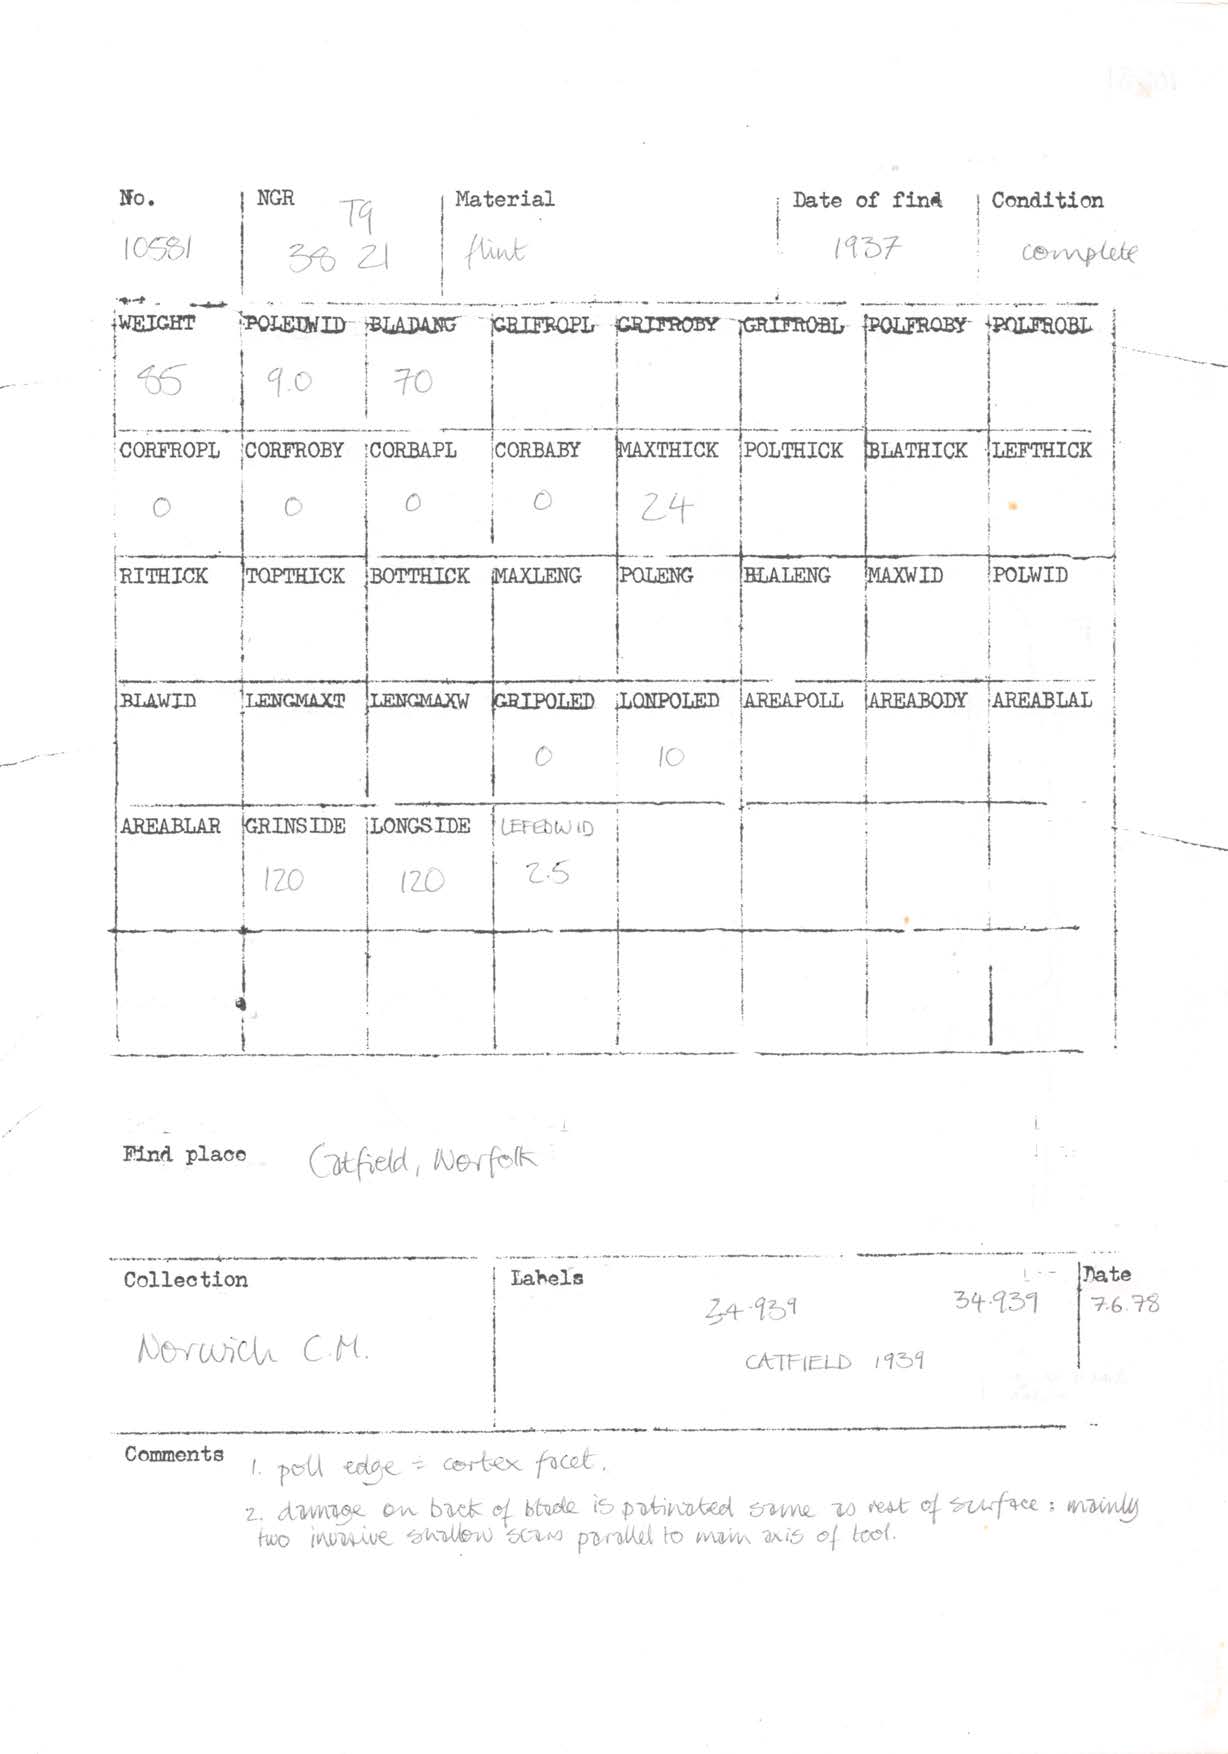 No. NGR Material Date of find Condition
TG
10581 38 21 flint 1937 complete
WEIGHT POLEDWID BLADANG GRIFROPL GRIFROBY GRIFROBL POLFROBY POLFROBL
85 9.0 70
CORFROPL CORFROBY CORBAPL CORBABY MAXTHICK POLTHICK BLATHICK LEFTHICK
0 0 0 0 24
RITHICK TOPTHICK BOTTHICK MAXLENG POLENG BLALENG MAXWID POLWID
BLAWID LENGMAXT LENGMAXW GRIPOLED LONPOLED AREAPOLL AREABODY AREABLAL
0 10
AREABLAR GRINSIDE LONGSIDE LEFEDWID
120 120 2.5
Find place Catfield, Norfolk
Collection Labels Date
34.939 34.939 7.6.78
Norwich C.M. CATFIELD 1939
Comments 1. poll edge = cortex facet.
2. damage on back of blade is patinated same as rest of surface : mainly
two invasive shallow scars parallel to main axis of tool.